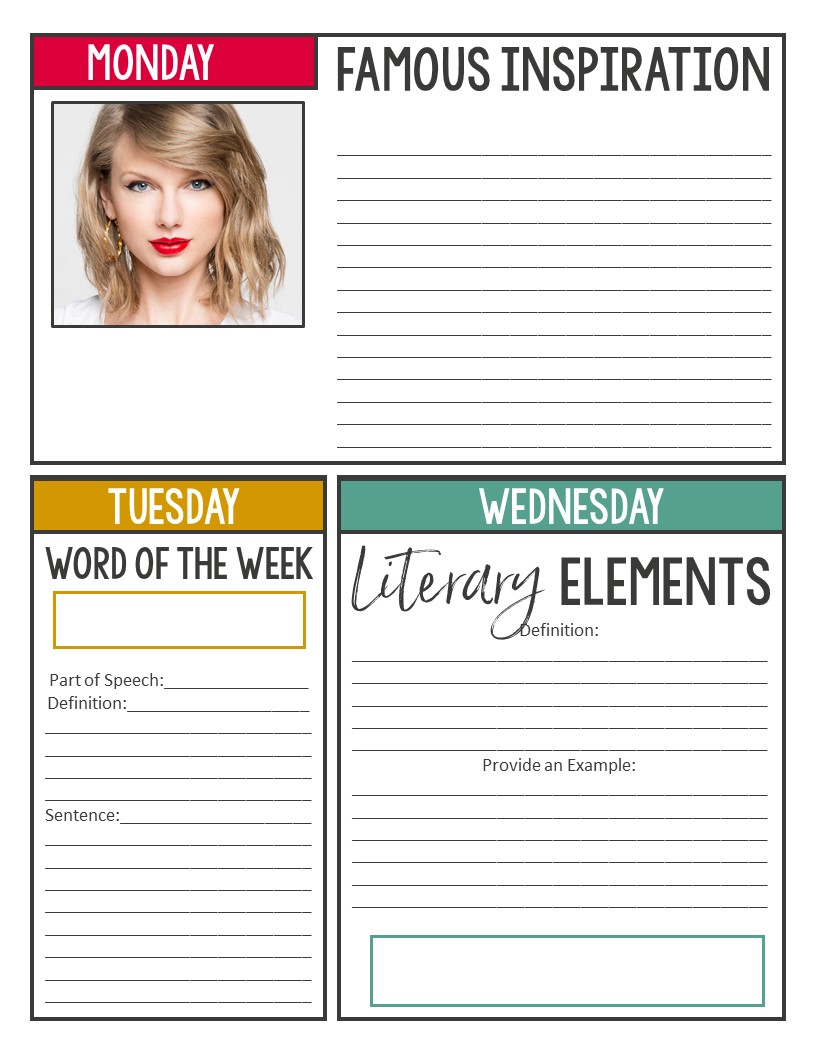 MONDAY
FAMOUS INSPIRATION
TUESDAY
WORD OF THE WEEK
Part of Speech:
Definition:
Sentence:
WEDNESDAY
Literary ELEMENTS
Definition:
Provide an Example: